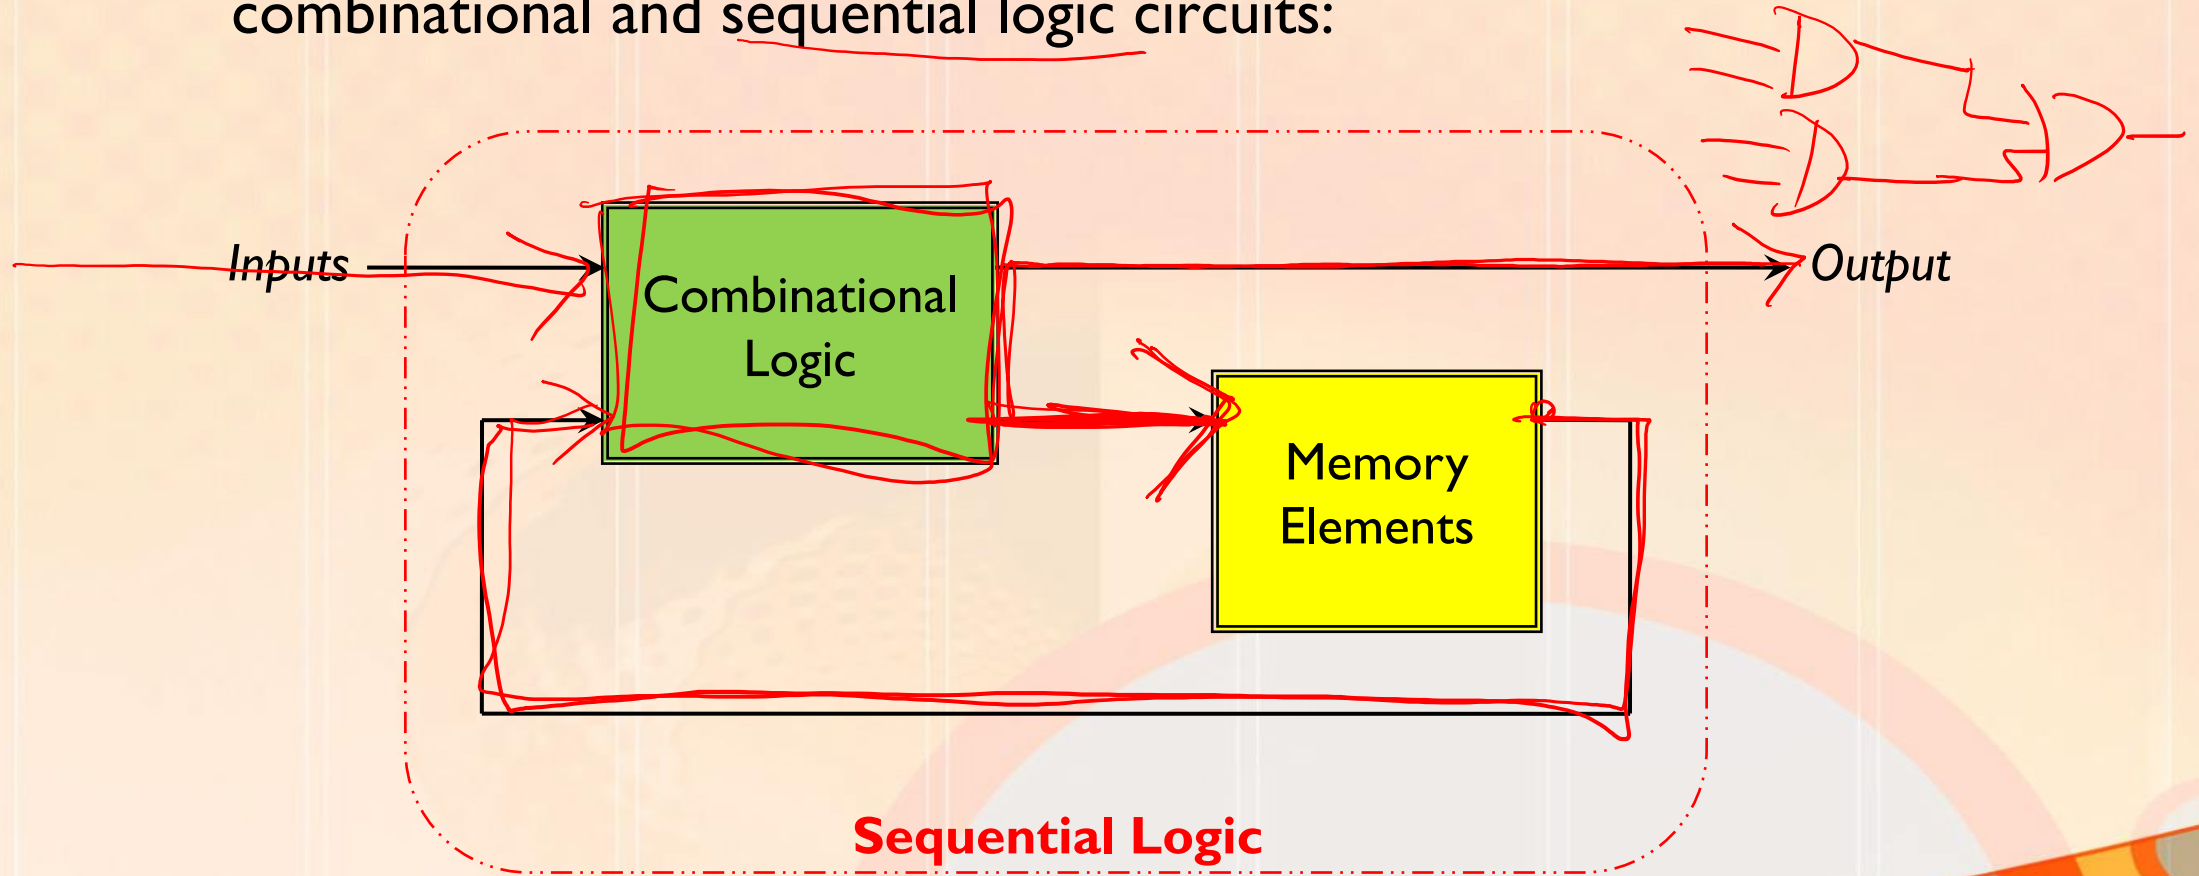 combinational and sequential logic circuits:
Inputs
Combinational
Logic
Output
Memory
Elements
Sequential Logic